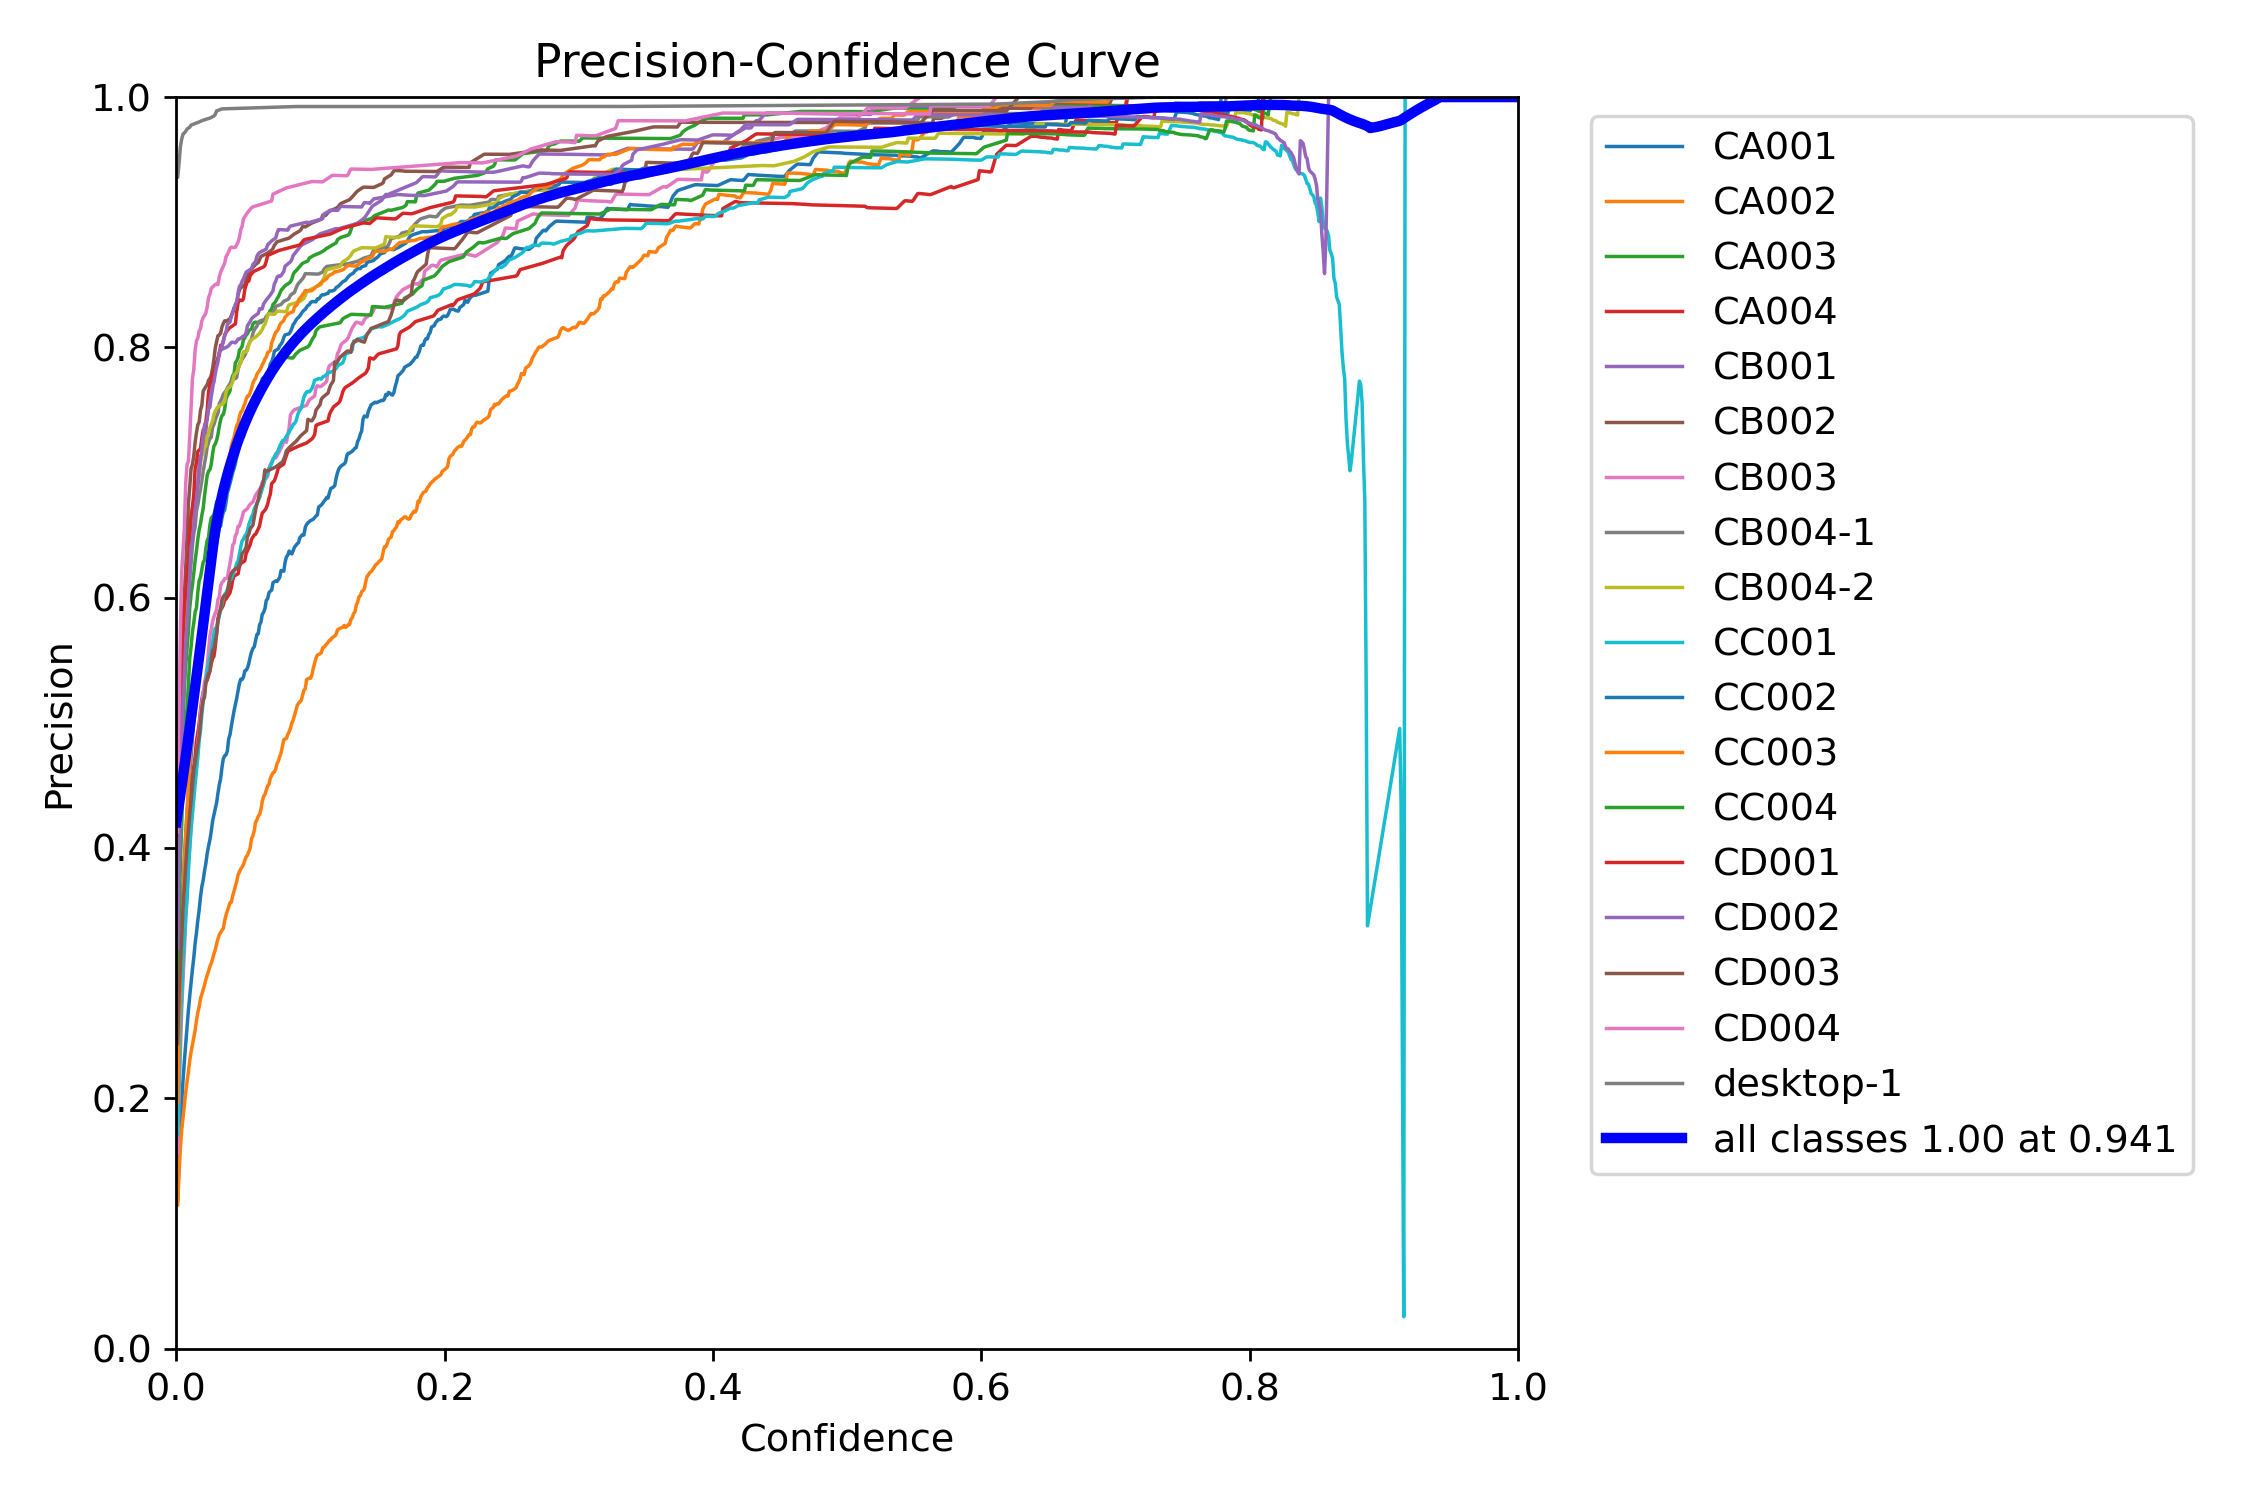 Precision-Confidence Curve
1.0
0.8
0.6
0.4
0.2
0.0
Precision
0.0 0.2 0.4 0.6 0.8 1.0
Confidence
CA001
CA002
CA003
CA004
CB001
CB002
CB003
CB004-1
CB004-2
CC001
CC002
CC003
CC004
CD001
CD002
CD003
CD004
desktop-1
all classes 1.00 at 0.941